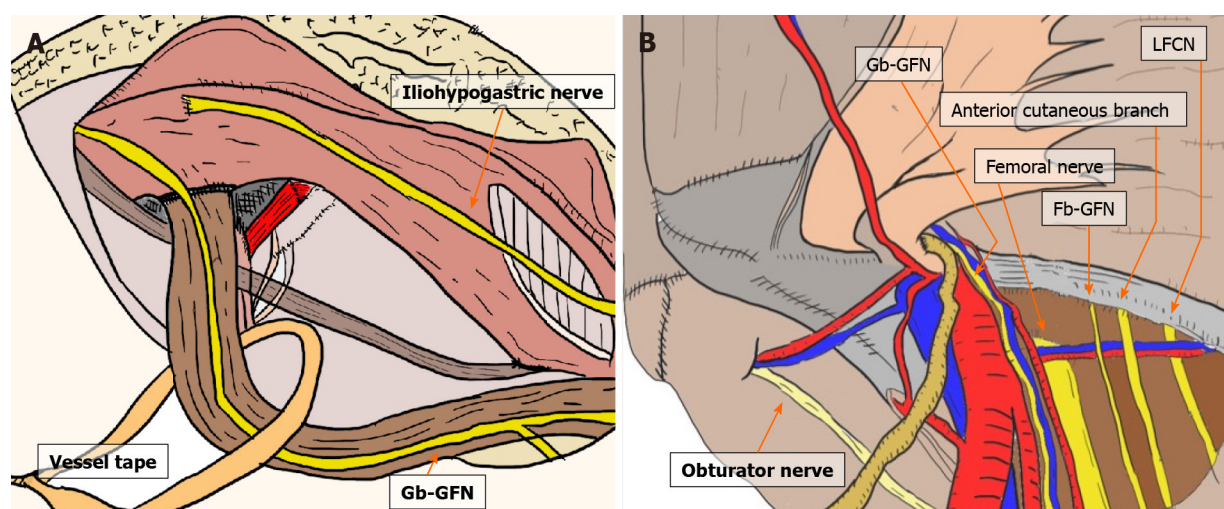 A
Iliohypogastric nerve
Vessel tape
Gb-GFN
B
LFCN
Gb-GFN
Anterior cutaneous branch
Femoral nerve
Fb-GFN
Obturator nerve